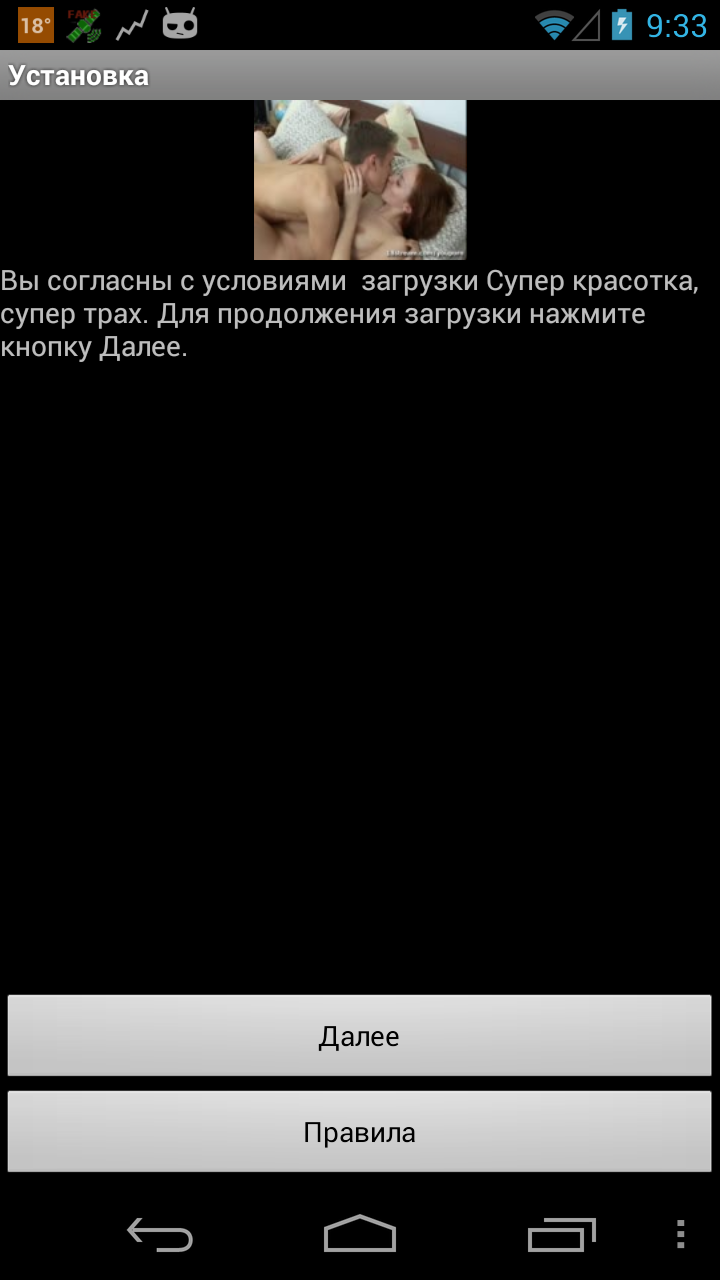 18°
FAKE
9:33
Установка
Вы согласны с условиями  загрузки Супер красотка,
супер трах. Для продолжения загрузки нажмите
кнопку Далее.
Далее
Правила